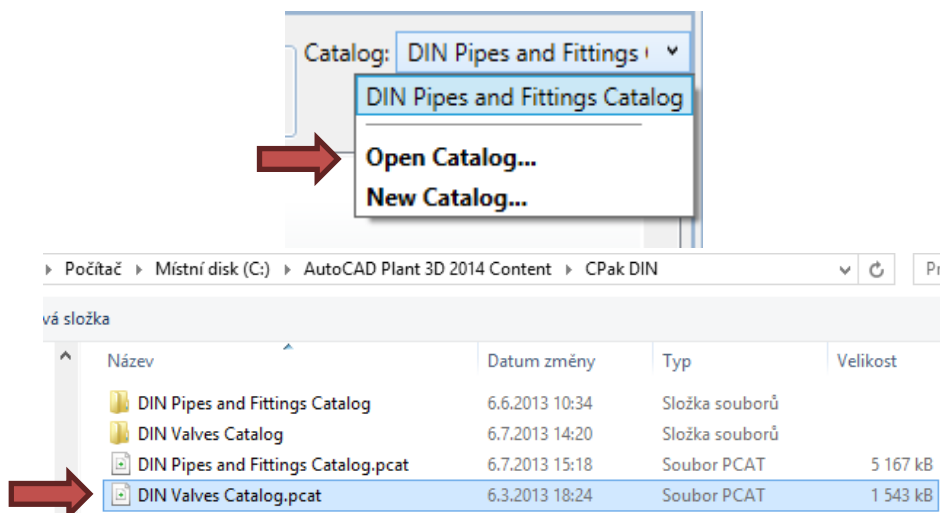 Catalog: DIN Pipes and Fittings
DIN Pipes and Fittings Catalog
Open Catalog...
New Catalog...
Počítač Místní disk (C:) AutoCAD Plant 3D 2014 Content CPak DIN
vá složka
Název Datum změny Typ Velikost
DIN Pipes and Fittings Catalog 6.6.2013 10:34 Složka souborů
DIN Valves Catalog 6.7.2013 14:20 Složka souborů
DIN Pipes and Fittings Catalog.pcat 6.7.2013 15:18 Soubor PCAT 5 167 kB
DIN Valves Catalog.pcat 6.3.2013 18:24 Soubor PCAT 1 543 kB